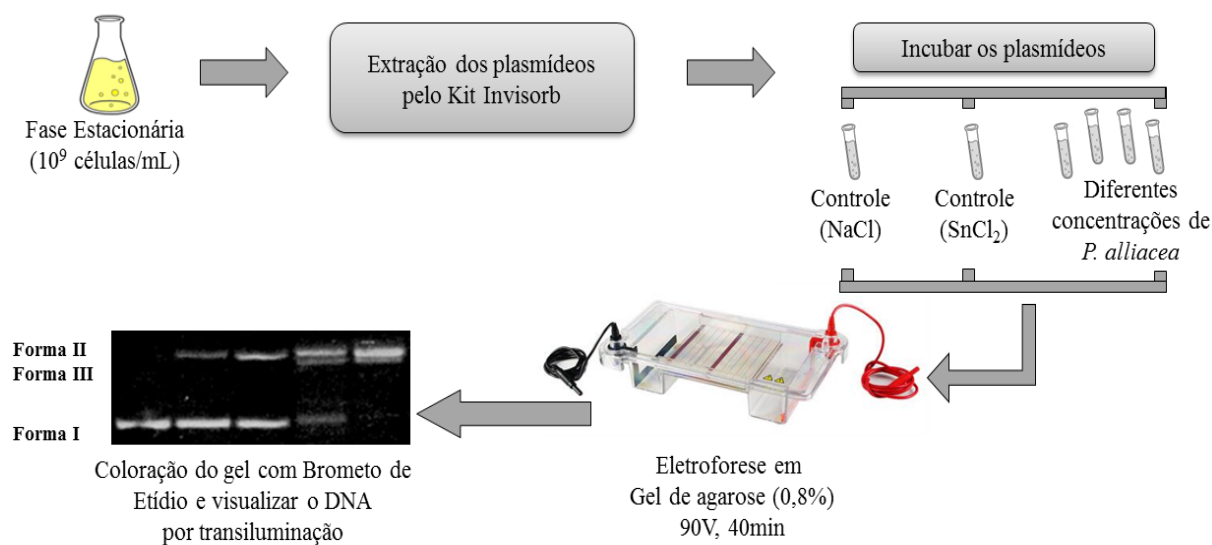 Fase Estacionária
(10⁹ células/mL)
Extração dos plasmídeos
pelo Kit Invisorb
Incubar os plasmídeos
Controle
(NaCl)
Controle
(SnCl₂)
Diferentes
concentrações de
P. alliacea
Eletroforese em
Gel de agarose (0,8%)
90V, 40min
Forma II
Forma III
Forma I
Coloração do gel com Brometo de
Etídio e visualizar o DNA
por transiluminação